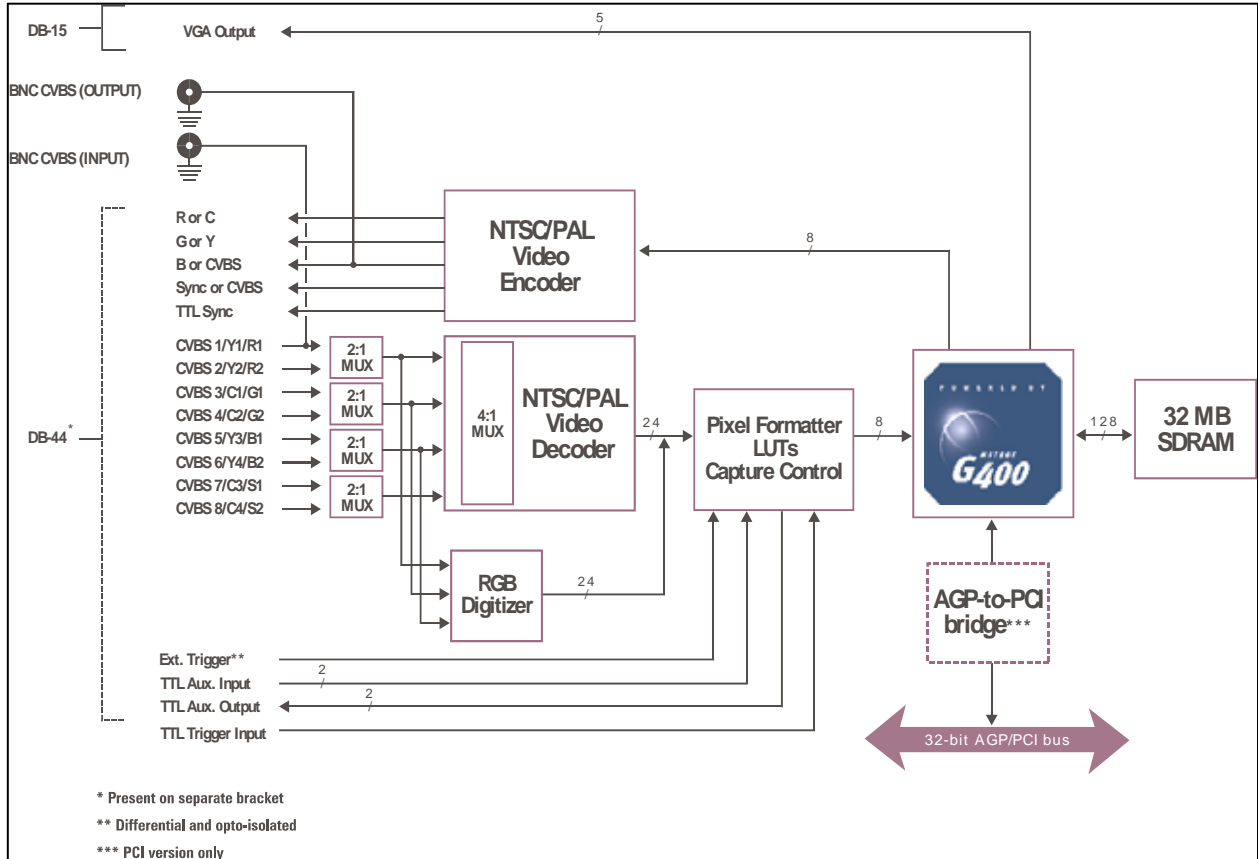 DB-15
VGA Output
5
BNC CVBS (OUTPUT)
BNC CVBS (INPUT)
R or C
G or Y
B or CVBS
Sync or CVBS
TTL Sync
NTSC/PAL
Video
Encoder
8
DB-44*
CVBS 1/Y1/R1
CVBS 2/Y2/R2
CVBS 3/C1/G1
CVBS 4/C2/G2
CVBS 5/Y3/B1
CVBS 6/Y4/B2
CVBS 7/C3/S1
CVBS 8/C4/S2
2:1
MUX
2:1
MUX
2:1
MUX
2:1
MUX
4:1
MUX
NTSC/PAL
Video
Decoder
24
RGB
Digitizer
24
Pixel Formatter
LUTs
Capture Control
8
POWERED BY
MATROX
G400
128
32 MB
SDRAM
AGP-to-PCI
bridge***
32-bit AGP/PCI bus
Ext. Trigger**
TTL Aux. Input
2
TTL Aux. Output
2
TTL Trigger Input
* Present on separate bracket
** Differential and opto-isolated
*** PCI version only